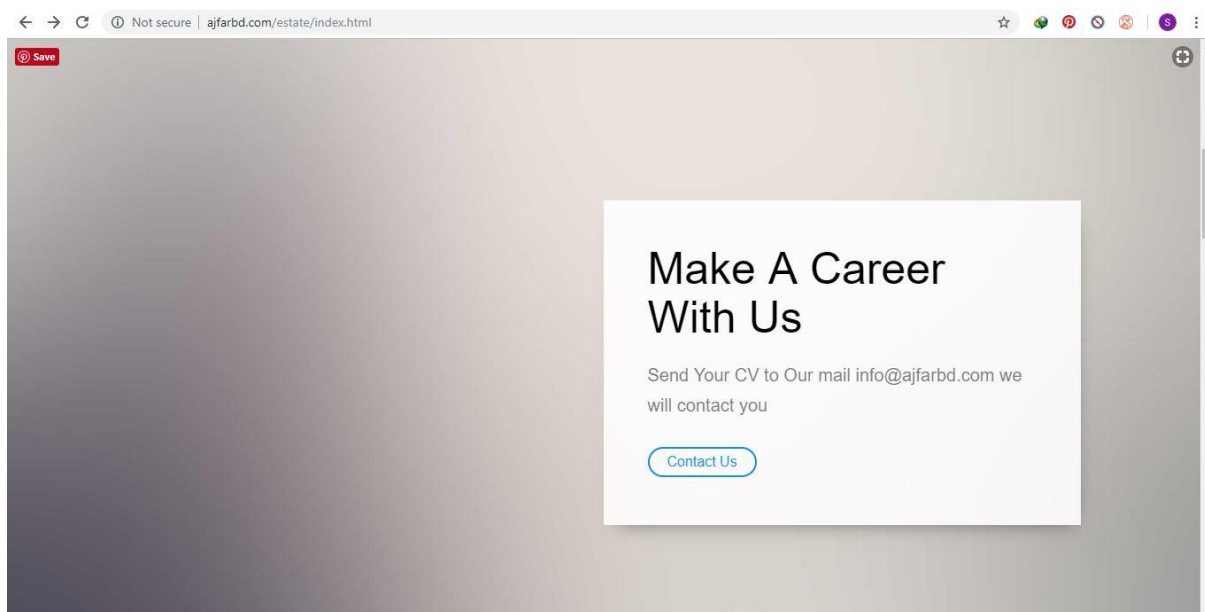 Not secure | ajfarbd.com/estate/index.html
S
Save
Make A Career
With Us
Send Your CV to Our mail info@ajfarbd.com we
will contact you
Contact Us